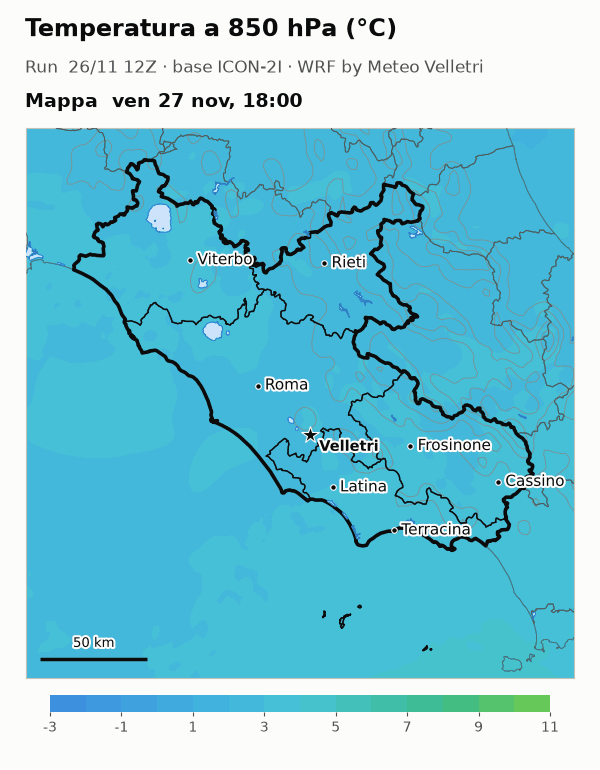 Temperatura a 850 hPa (°C)
Run  26/11 12Z · base ICON-2I · WRF by Meteo Velletri
Mappa  ven 27 nov, 18:00
Viterbo
Rieti
Roma
Velletri
Frosinone
Latina
Cassino
Terracina
50 km
-3 -1 1 3 5 7 9 11